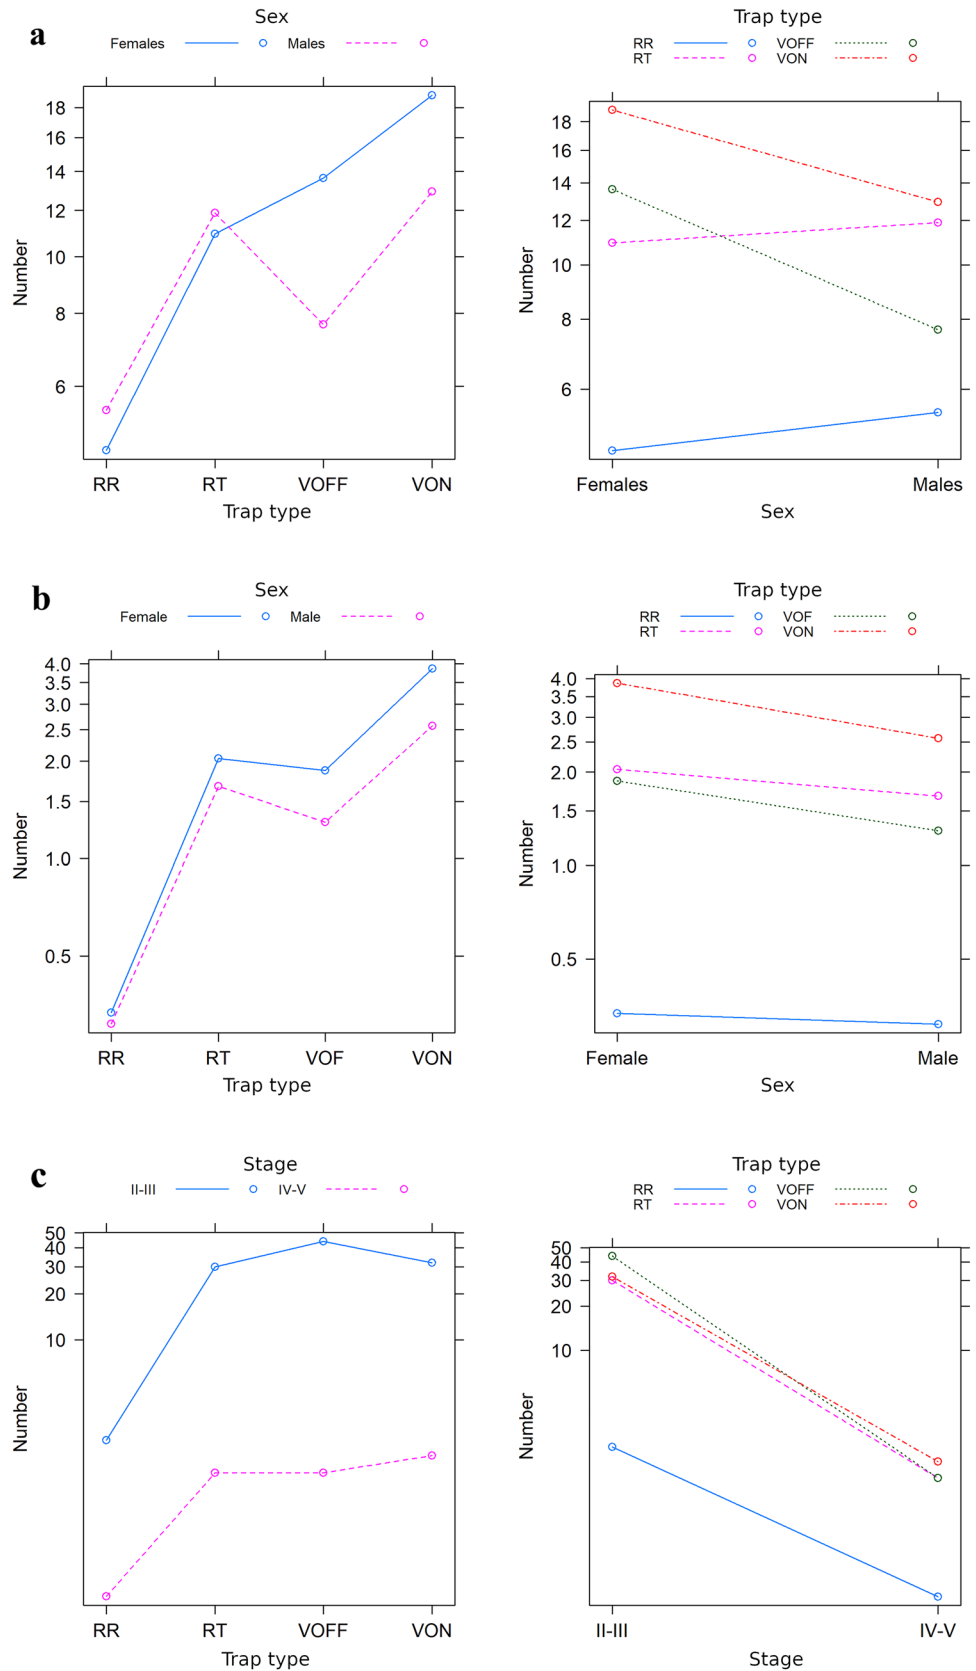 a
Sex
Females Males
18
16
14
12
10
8
6
Number
RR RT VOFF VON
Trap type
Trap type
RR VOFF
RT VON
18
16
14
12
10
8
6
Number
Females Males
Sex
b
Sex
Female Male
4.0
3.5
3.0
2.5
2.0
1.5
1.0
0.5
Number
RR RT VOF VON
Trap type
Trap type
RR VOF
RT VON
4.0
3.5
3.0
2.5
2.0
1.5
1.0
0.5
Number
Female Male
Sex
c
Stage
II-III IV-V
50
40
30
20
10
Number
RR RT VOFF VON
Trap type
Trap type
RR VOFF
RT VON
50
40
30
20
10
Number
II-III IV-V
Stage